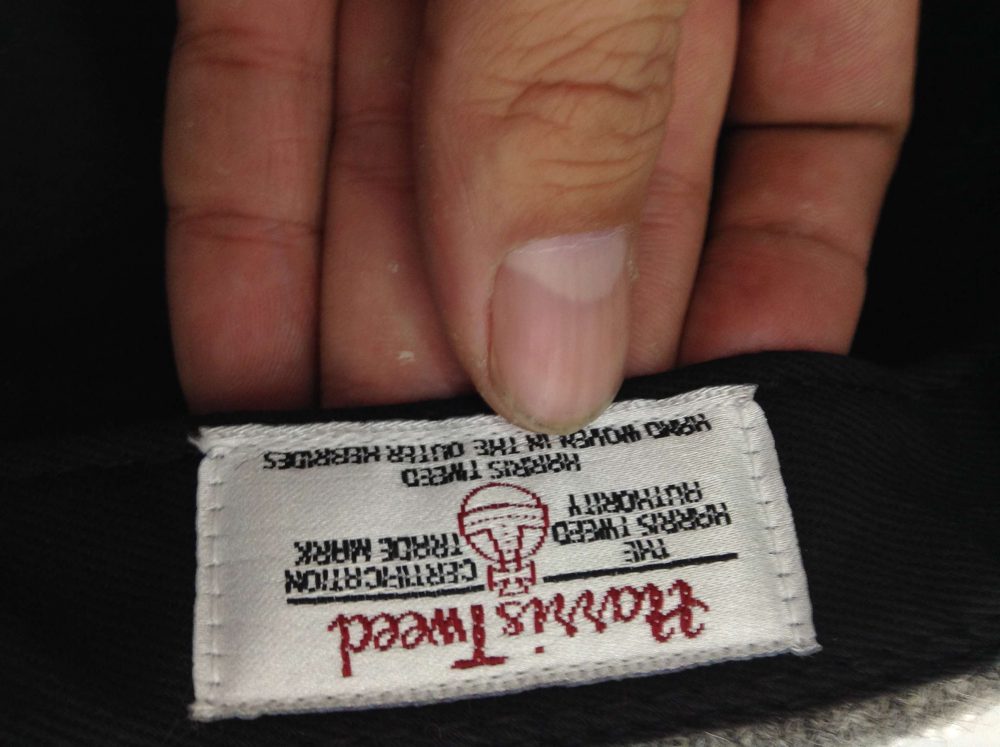 Harris Tweed
THE
HARRIS TWEED
AUTHORITY
CERTIFICATION
TRADE MARK
HARRIS TWEED
HAND WOVEN IN THE OUTER HEBRIDES